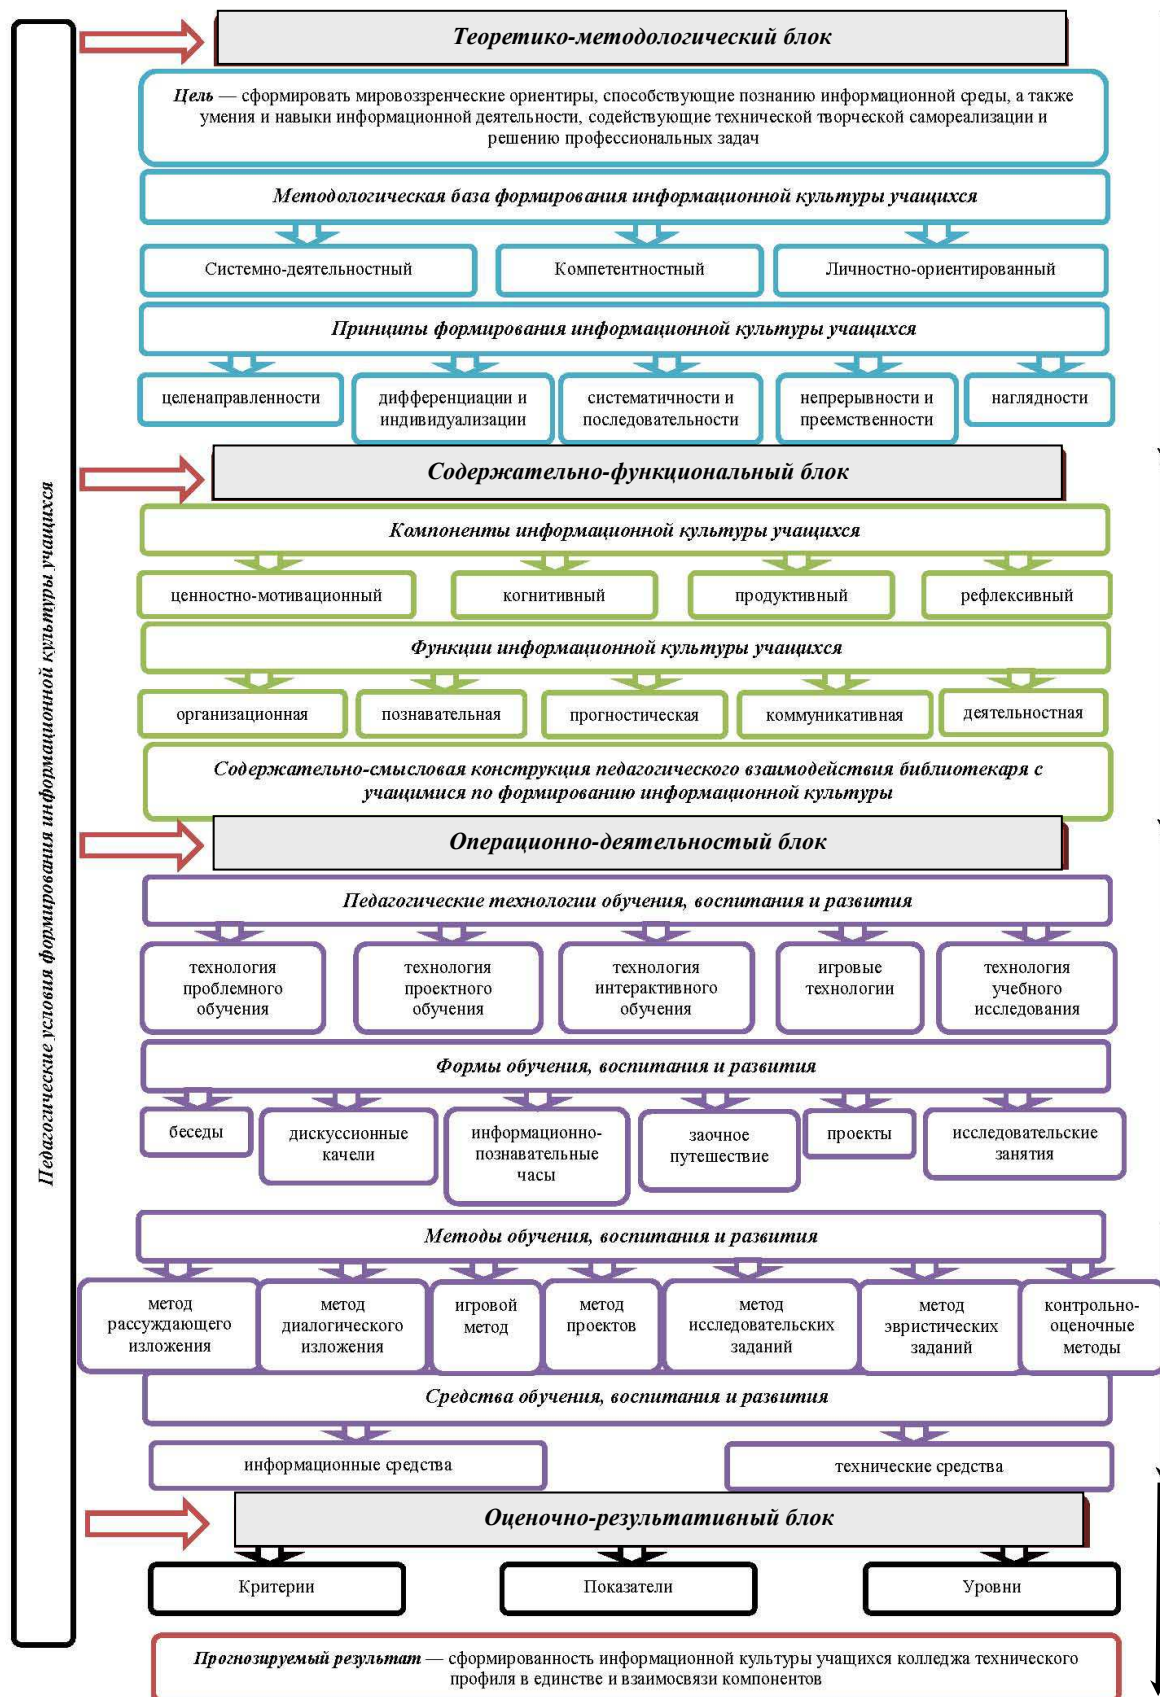 Педагогические условия формирования информационной культуры учащихся
Теоретико-методологический блок
Цель — сформировать мировоззренческие ориентиры, способствующие познанию информационной среды, а также
умения и навыки информационной деятельности, содействующие технической творческой самореализации и
решению профессиональных задач
Методологическая база формирования информационной культуры учащихся
Системно-деятельностный
Компетентностный
Личностно-ориентированный
Принципы формирования информационной культуры учащихся
целенаправленности
дифференциации и
индивидуализации
систематичности и
последовательности
непрерывности и
преемственности
наглядности
Содержательно-функциональный блок
Компоненты информационной культуры учащихся
ценностно-мотивационный
когнитивный
продуктивный
рефлексивный
Функции информационной культуры учащихся
организационная
познавательная
прогностическая
коммуникативная
деятельностная
Содержательно-смысловая конструкция педагогического взаимодействия библиотекаря с
учащимися по формированию информационной культуры
Операционно-деятельностый блок
Педагогические технологии обучения, воспитания и развития
технология
проблемного
обучения
технология
проектного
обучения
технология
интерактивного
обучения
игровые
технологии
технология
учебного
исследования
Формы обучения, воспитания и развития
беседы
дискуссионные
качели
информационно-
познавательные
часы
заочное
путешествие
проекты
исследовательские
занятия
Методы обучения, воспитания и развития
метод
рассуждающего
изложения
метод
диалогического
изложения
игровой
метод
метод
проектов
метод
исследовательских
заданий
метод
эвристических
заданий
контрольно-
оценочные
методы
Средства обучения, воспитания и развития
информационные средства
технические средства
Оценочно-результативный блок
Критерии
Показатели
Уровни
Прогнозируемый результат — сформированность информационной культуры учащихся колледжа технического
профиля в единстве и взаимосвязи компонентов